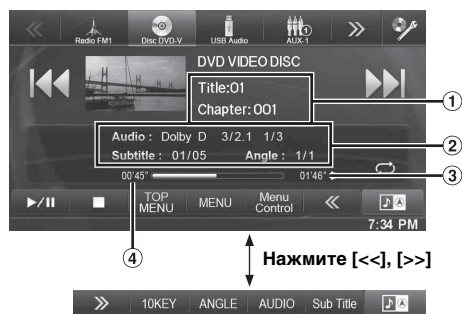 Radio FM1 Disc DVD-V USB Audio AUX-1
DVD VIDEO DISC
Title:01
Chapter: 001
①
Audio : Dolby D 3/2.1 1/3
②
Subtitle : 01/05 Angle : 1/1
00'45" 01'46"
③
TOP MENU MENU Menu Control
7:34 PM
④
Нажмите [<<], [>>]
10KEY ANGLE AUDIO Sub Title